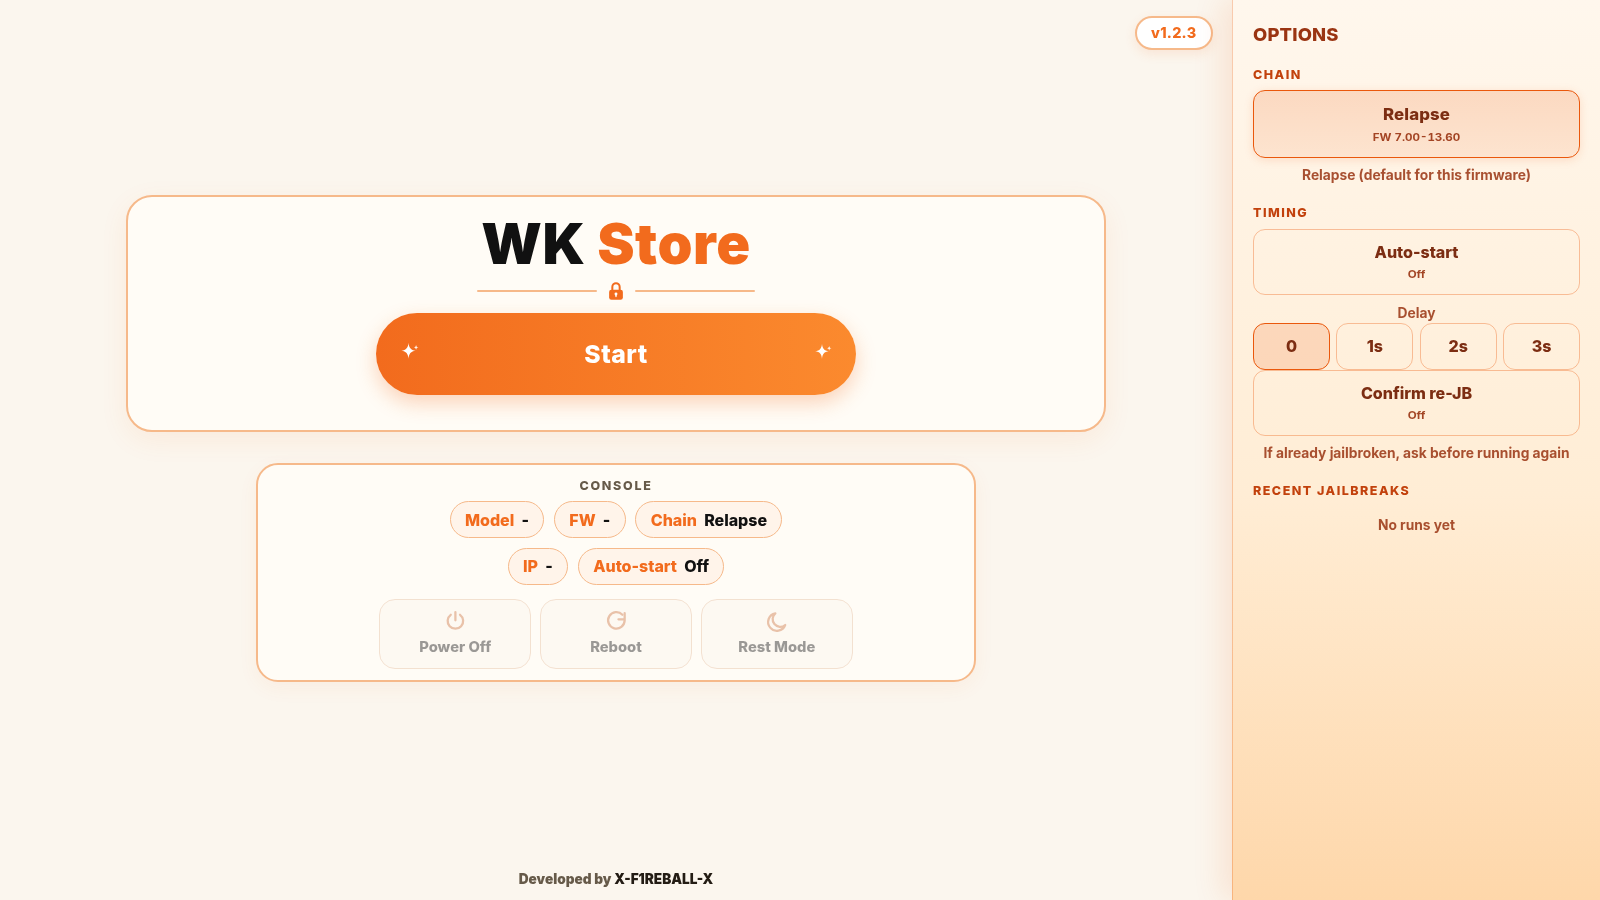 v1.2.3
WK Store
Start
CONSOLE
Model -
FW -
Chain Relapse
IP -
Auto-start Off
Power Off
Reboot
Rest Mode
Developed by X-F1REBALL-X
OPTIONS
CHAIN
Relapse
FW 7.00-13.60
Relapse (default for this firmware)
TIMING
Auto-start
Off
Delay
0 1s 2s 3s
Confirm re-JB
Off
If already jailbroken, ask before running again
RECENT JAILBREAKS
No runs yet